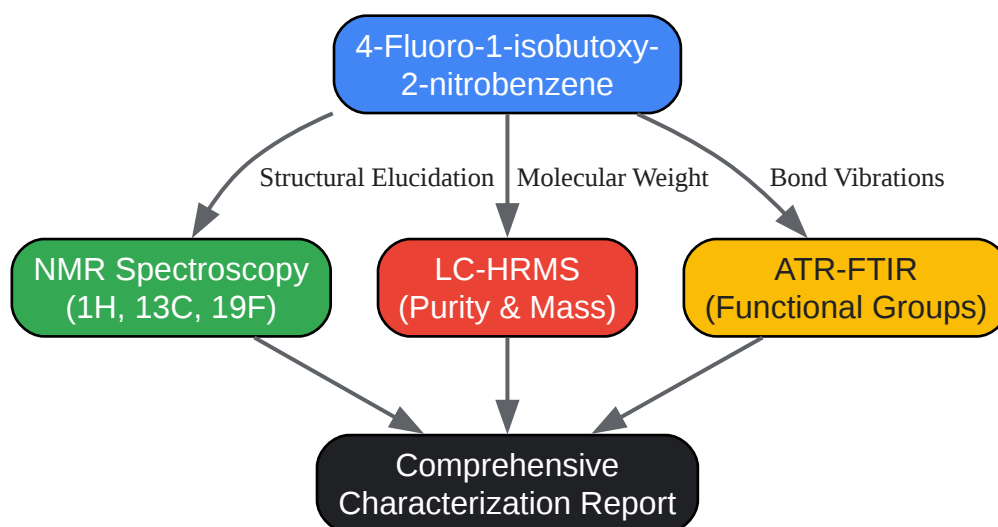 4-Fluoro-1-isobutoxy-
2-nitrobenzene
Structural Elucidation
Molecular Weight
Bond Vibrations
NMR Spectroscopy
(1H, 13C, 19F)
LC-HRMS
(Purity & Mass)
ATR-FTIR
(Functional Groups)
Comprehensive
Characterization Report